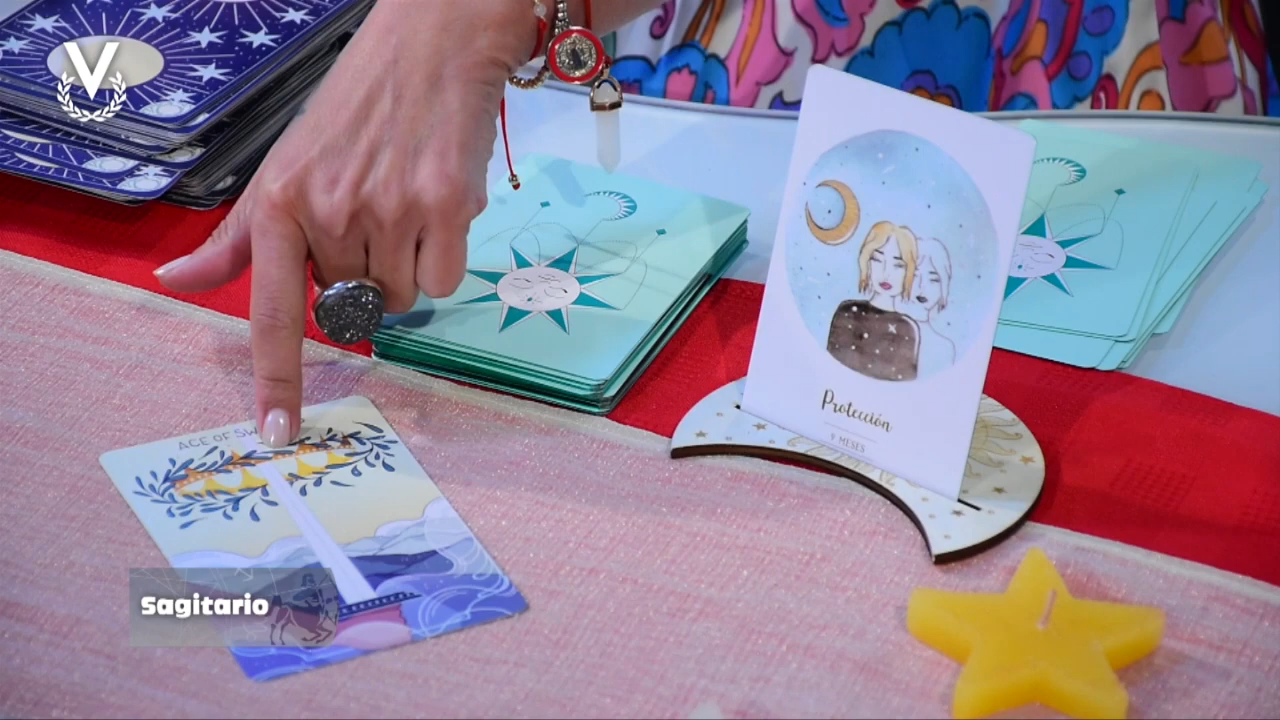 V
ACE OF SW
Protección
9 MESES
Sagitario